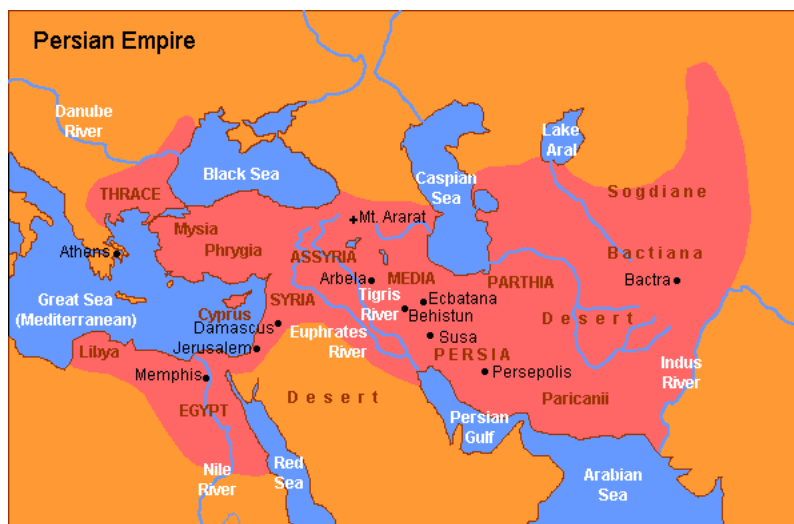 Persian Empire
Danube
River
Lake
Aral
Black Sea
Caspian
Sea
THRACE
Sogdiane
Mt. Ararat
Mysia
Phrygia
Athens
ASSYRIA
Bactiana
Arbela
MEDIA
PARTHIA
Bactra
Great Sea
(Mediterranean)
Cyprus
SYRIA
Tigris
River
Ecbatana
Behistun
Desert
Damascus
Euphrates
River
Susa
Jerusalem
Libya
PERSIA
Indus
River
Memphis
Persepolis
Desert
Paricanii
EGYPT
Persian
Gulf
Nile
River
Red
Sea
Arabian
Sea